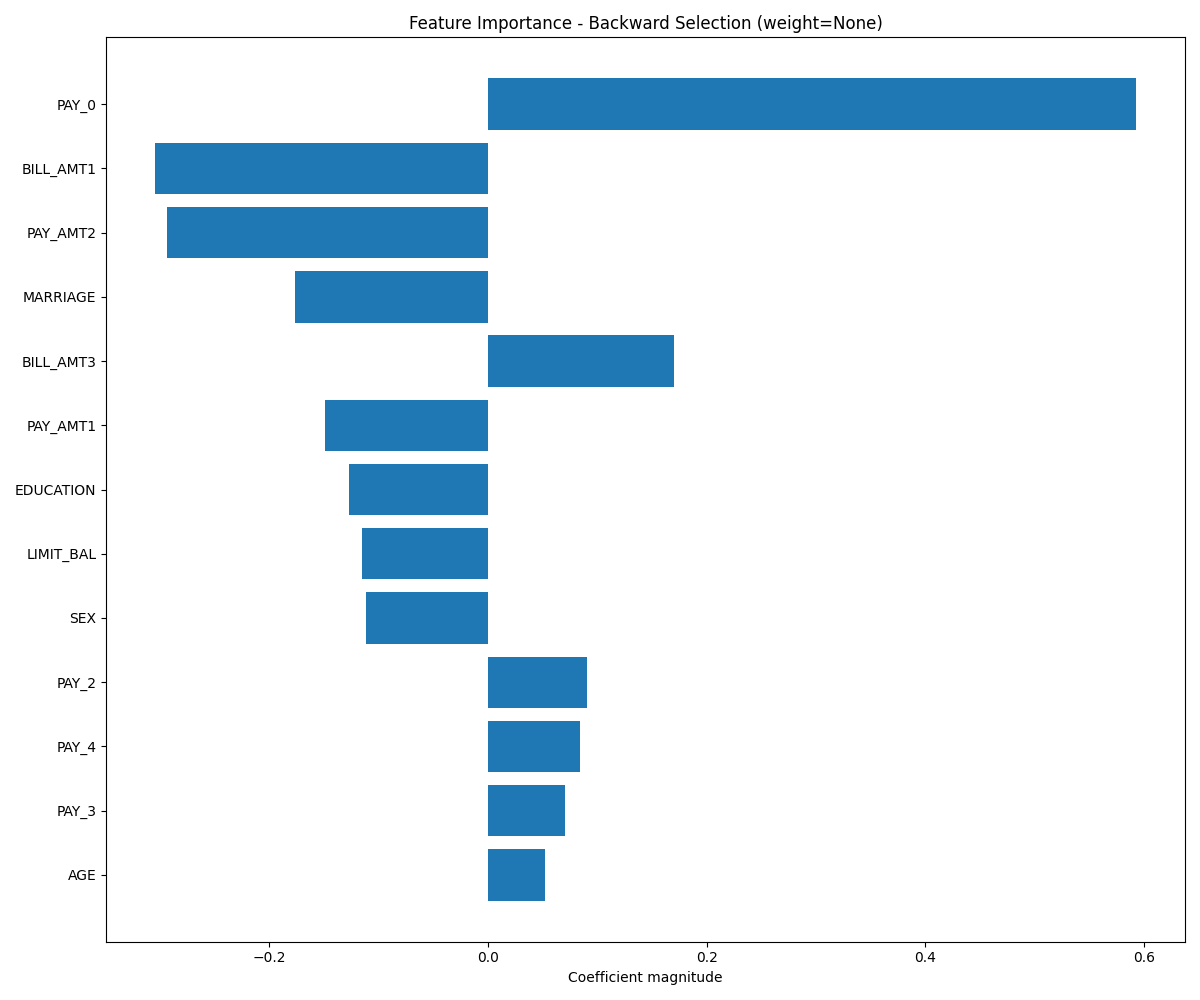 Feature Importance - Backward Selection (weight=None)
PAY_0
BILL_AMT1
PAY_AMT2
MARRIAGE
BILL_AMT3
PAY_AMT1
EDUCATION
LIMIT_BAL
SEX
PAY_2
PAY_4
PAY_3
AGE
−0.2 0.0 0.2 0.4 0.6
Coefficient magnitude